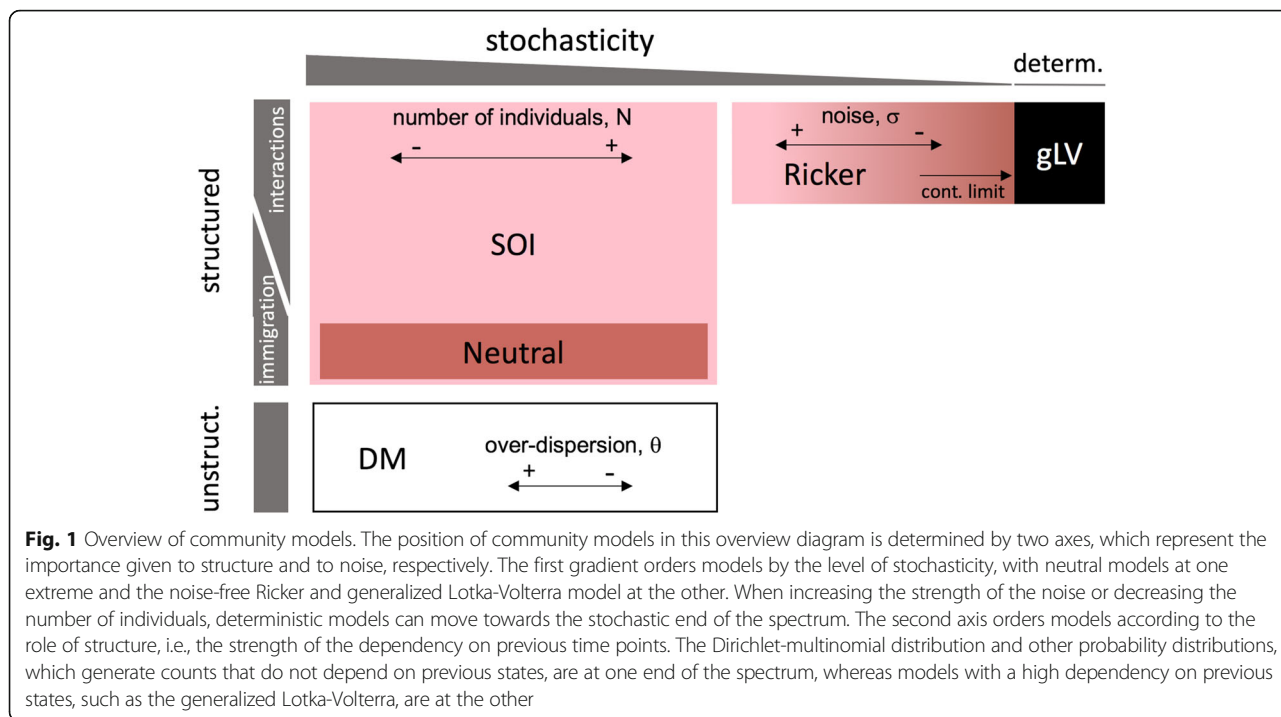 stochasticity
determ.
structured
interactions
immigration
number of individuals, N
- +
SOI
Neutral
noise, σ
+ -
Ricker
cont. limit
gLV
unstruct.
DM
over-dispersion, θ
+ -
Fig. 1 Overview of community models. The position of community models in this overview diagram is determined by two axes, which represent the
importance given to structure and to noise, respectively. The first gradient orders models by the level of stochasticity, with neutral models at one
extreme and the noise-free Ricker and generalized Lotka-Volterra model at the other. When increasing the strength of the noise or decreasing the
number of individuals, deterministic models can move towards the stochastic end of the spectrum. The second axis orders models according to the
role of structure, i.e., the strength of the dependency on previous time points. The Dirichlet-multinomial distribution and other probability distributions,
which generate counts that do not depend on previous states, are at one end of the spectrum, whereas models with a high dependency on previous
states, such as the generalized Lotka-Volterra, are at the other